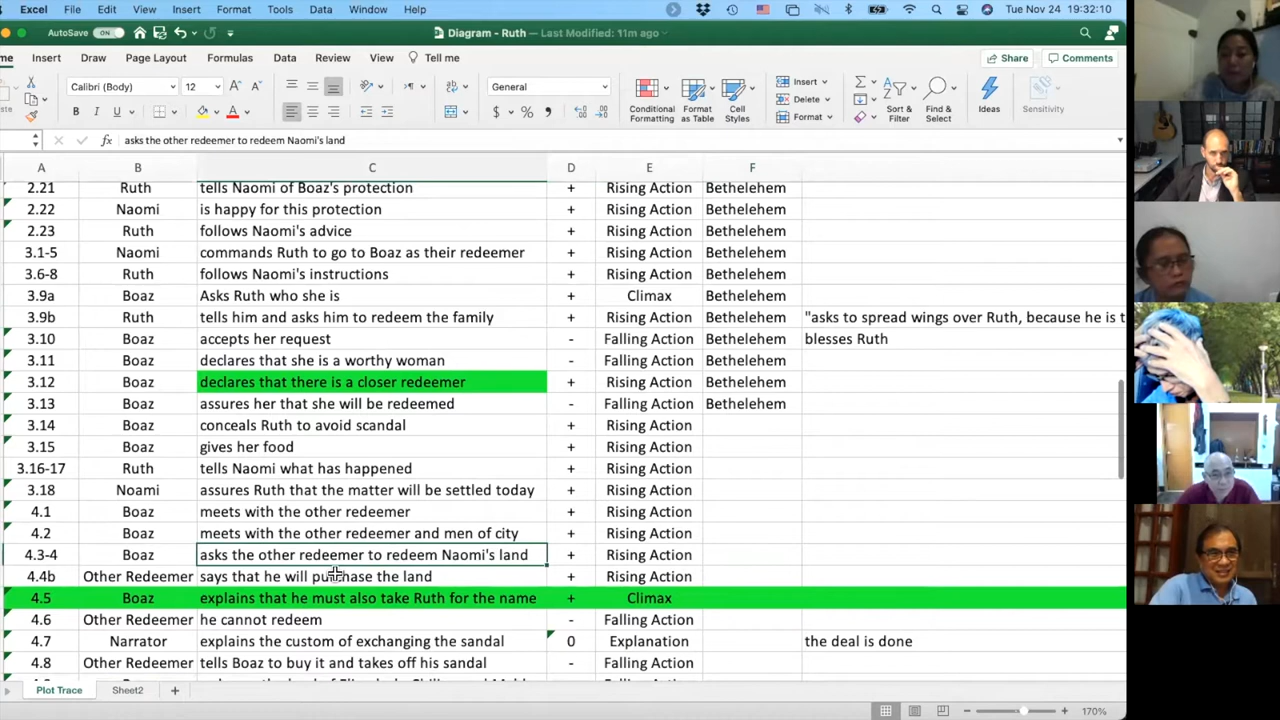 Excel File Edit View Insert Format Tools Data Window Help Tue Nov 24 19:32:10
AutoSave ON Diagram - Ruth — Last Modified: 11m ago
me Insert Draw Page Layout Formulas Data Review View Tell me Share Comments
Calibri (Body) 12 General Insert Delete Format
Conditional Formatting Format as Table Cell Styles Sort & Filter Find & Select Ideas Sensitivity
fx asks the other redeemer to redeem Naomi's land
A B C D E F
2.21 Ruth tells Naomi of Boaz's protection + Rising Action Bethelehem
2.22 Naomi is happy for this protection + Rising Action Bethelehem
2.23 Ruth follows Naomi's advice + Rising Action Bethelehem
3.1-5 Naomi commands Ruth to go to Boaz as their redeemer + Rising Action Bethelehem
3.6-8 Ruth follows Naomi's instructions + Rising Action Bethelehem
3.9a Boaz Asks Ruth who she is + Climax Bethelehem
3.9b Ruth tells him and asks him to redeem the family + Rising Action Bethelehem "asks to spread wings over Ruth, because he is t
3.10 Boaz accepts her request - Falling Action Bethelehem blesses Ruth
3.11 Boaz declares that she is a worthy woman - Falling Action Bethelehem
3.12 Boaz declares that there is a closer redeemer + Rising Action Bethelehem
3.13 Boaz assures her that she will be redeemed - Falling Action Bethelehem
3.14 Boaz conceals Ruth to avoid scandal + Rising Action
3.15 Boaz gives her food + Rising Action
3.16-17 Ruth tells Naomi what has happened + Rising Action
3.18 Noami assures Ruth that the matter will be settled today + Rising Action
4.1 Boaz meets with the other redeemer + Rising Action
4.2 Boaz meets with the other redeemer and men of city + Rising Action
4.3-4 Boaz asks the other redeemer to redeem Naomi's land + Rising Action
4.4b Other Redeemer says that he will purchase the land + Rising Action
4.5 Boaz explains that he must also take Ruth for the name + Climax
4.6 Other Redeemer he cannot redeem - Falling Action
4.7 Narrator explains the custom of exchanging the sandal 0 Explanation the deal is done
4.8 Other Redeemer tells Boaz to buy it and takes off his sandal - Falling Action
Plot Trace Sheet2 +
170%